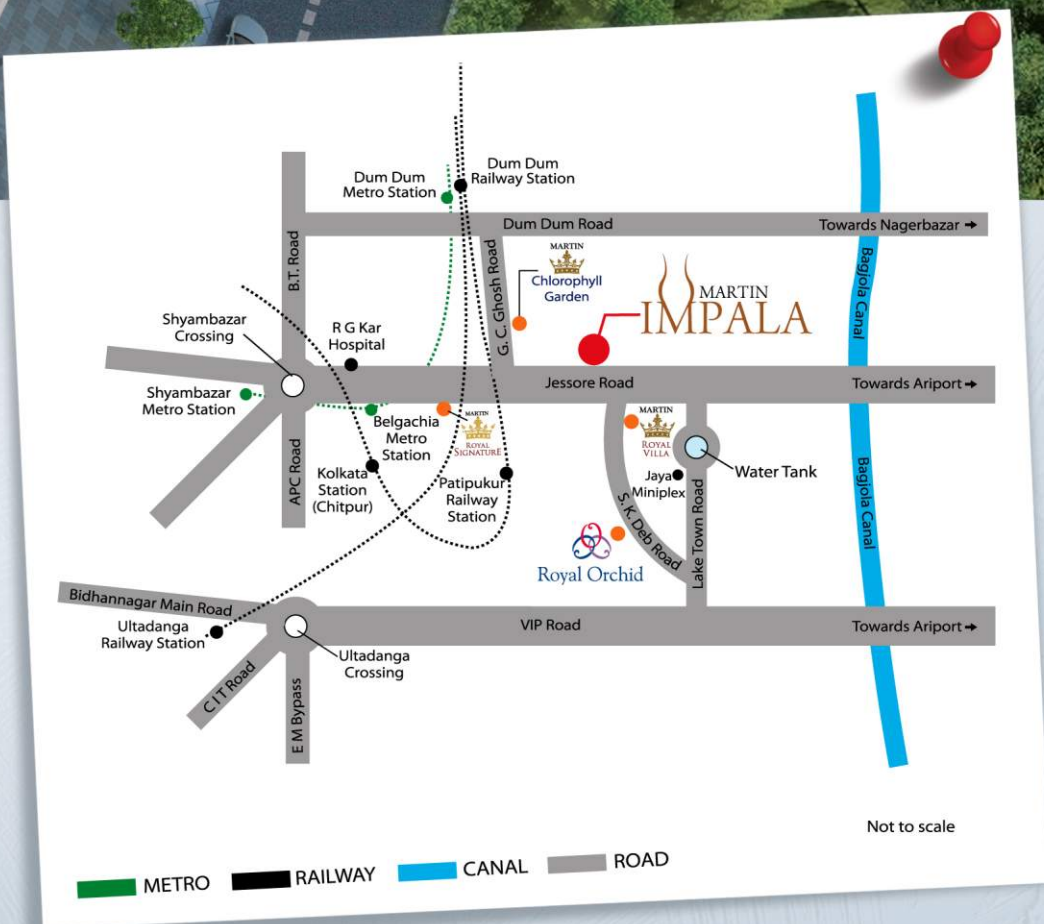 Dum Dum
Metro Station
Dum Dum
Railway Station
B.T. Road
Dum Dum Road
Towards Nagerbazar
G. C. Ghosh Road
MARTIN
Chlorophyll
Garden
MARTIN
IMPALA
Bagjola Canal
Shyambazar
Crossing
R G Kar
Hospital
Jessore Road
Towards Ariport
Shyambazar
Metro Station
Belgachia
Metro
Station
MARTIN
ROYAL
SIGNATURE
MARTIN
ROYAL
VILLA
Water Tank
APC Road
Kolkata
Station
(Chitpur)
Patipukur
Railway
Station
Jaya
Miniplex
S. K. Deb Road
Lake Town Road
Bagjola Canal
Royal Orchid
Bidhannagar Main Road
Ultadanga
Railway Station
VIP Road
Towards Ariport
Ultadanga
Crossing
C I T Road
E M Bypass
Not to scale
METRO
RAILWAY
CANAL
ROAD